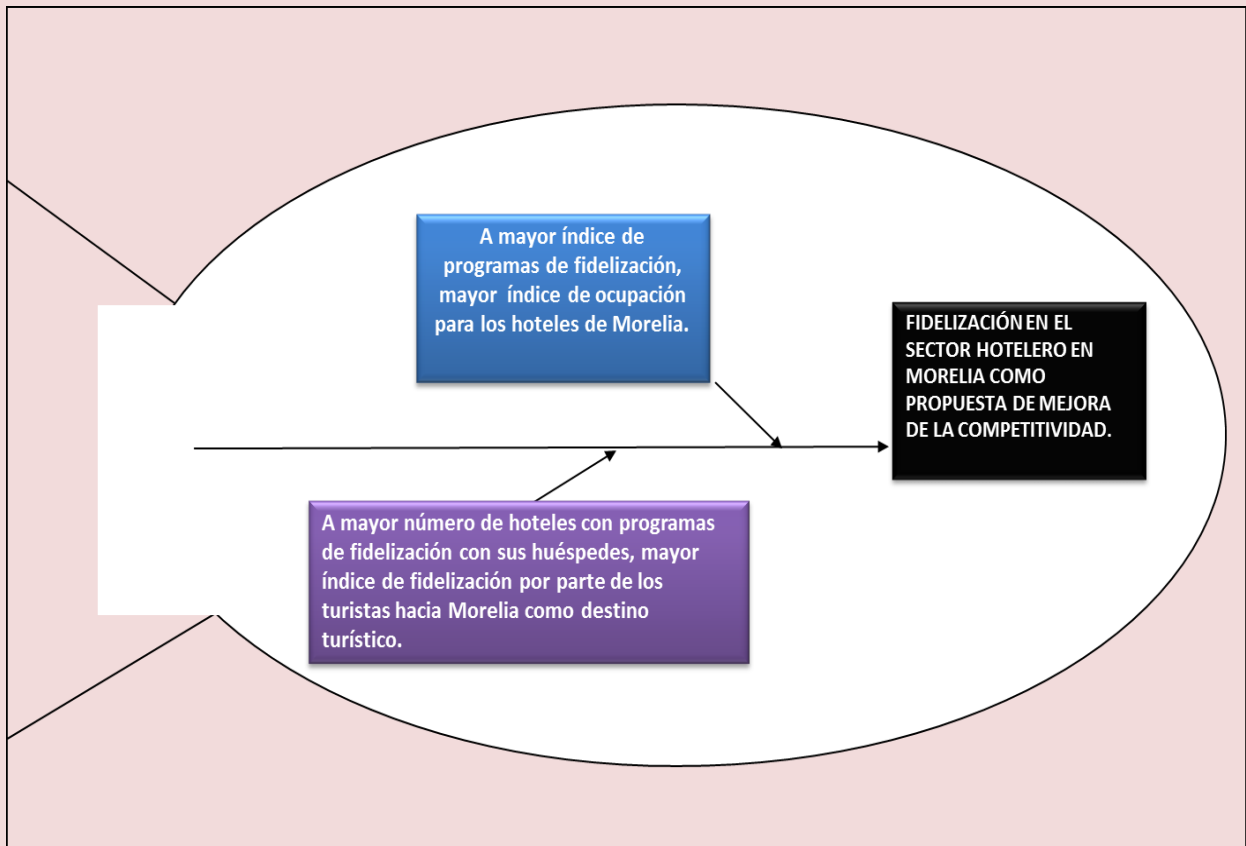 A mayor índice de
programas de fidelización,
mayor índice de ocupación
para los hoteles de Morelia.
FIDELIZACIÓN EN EL
SECTOR HOTELERO EN
MORELIA COMO
PROPUESTA DE MEJORA
DE LA COMPETITIVIDAD.
A mayor número de hoteles con programas
de fidelización con sus huéspedes, mayor
índice de fidelización por parte de los
turistas hacia Morelia como destino
turístico.